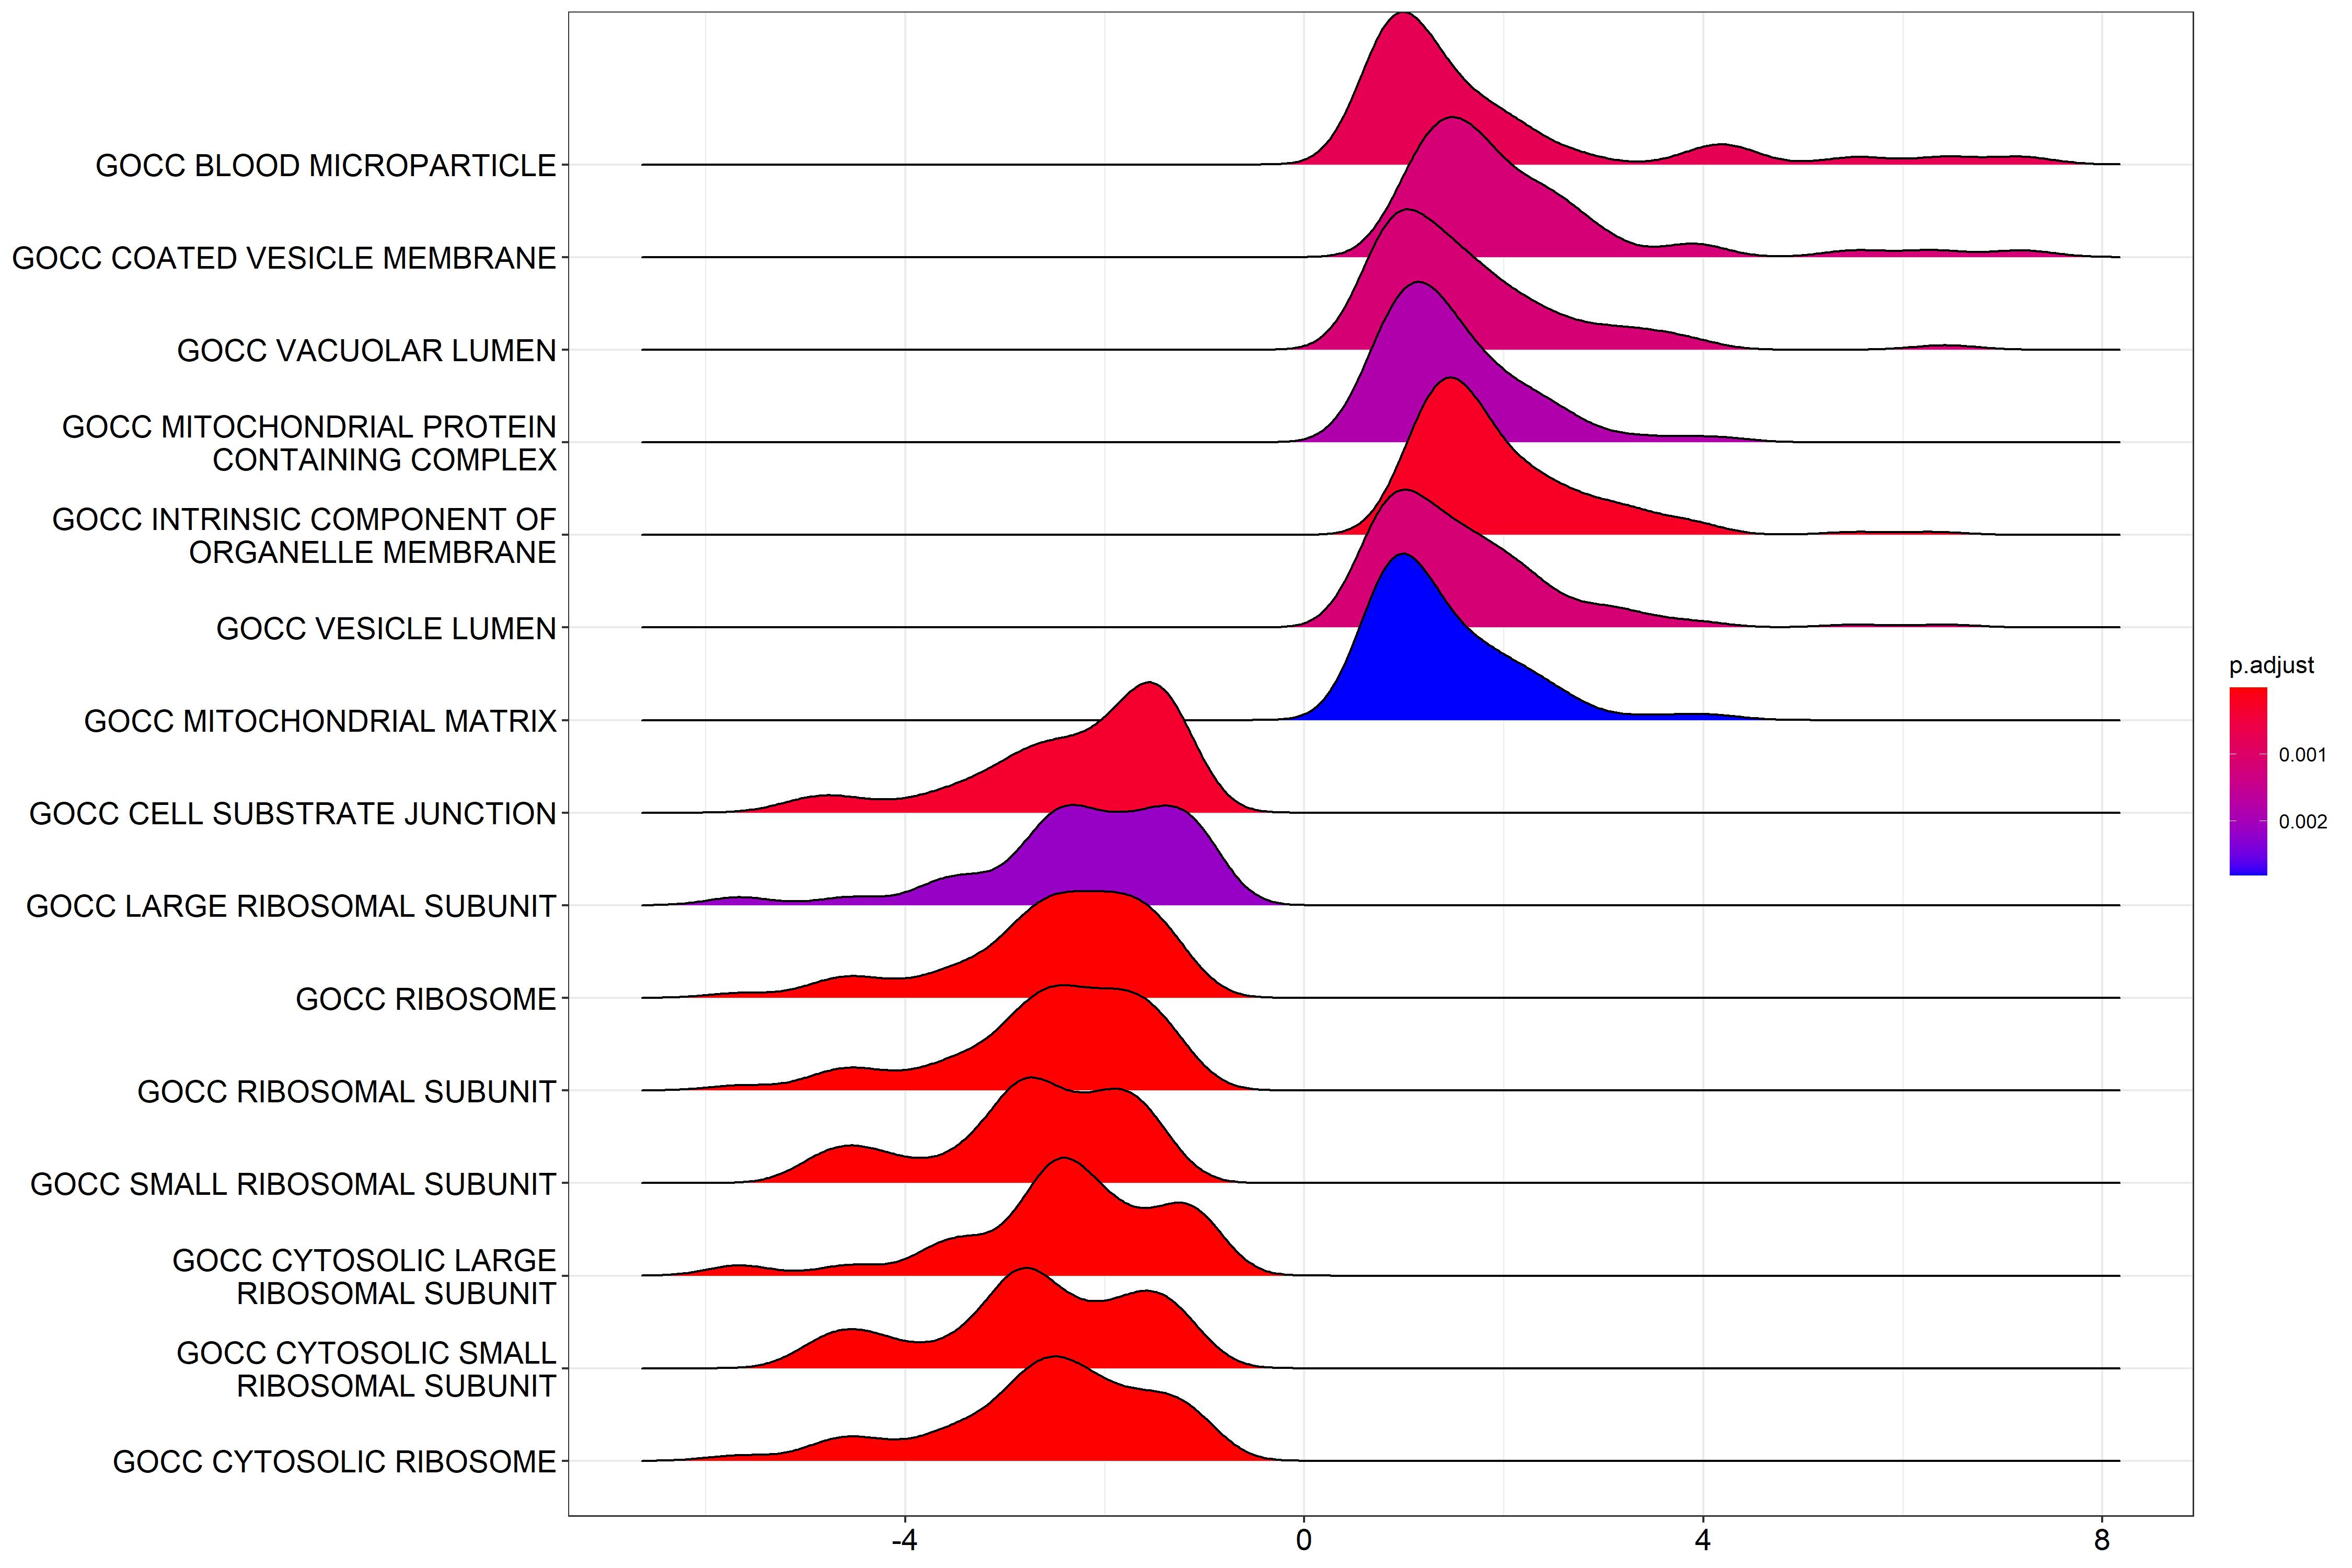 GOCC BLOOD MICROPARTICLE
GOCC COATED VESICLE MEMBRANE
GOCC VACUOLAR LUMEN
GOCC MITOCHONDRIAL PROTEIN
CONTAINING COMPLEX
GOCC INTRINSIC COMPONENT OF
ORGANELLE MEMBRANE
GOCC VESICLE LUMEN
GOCC MITOCHONDRIAL MATRIX
GOCC CELL SUBSTRATE JUNCTION
GOCC LARGE RIBOSOMAL SUBUNIT
GOCC RIBOSOME
GOCC RIBOSOMAL SUBUNIT
GOCC SMALL RIBOSOMAL SUBUNIT
GOCC CYTOSOLIC LARGE
RIBOSOMAL SUBUNIT
GOCC CYTOSOLIC SMALL
RIBOSOMAL SUBUNIT
GOCC CYTOSOLIC RIBOSOME
-4 0 4 8
p.adjust
0.001
0.002